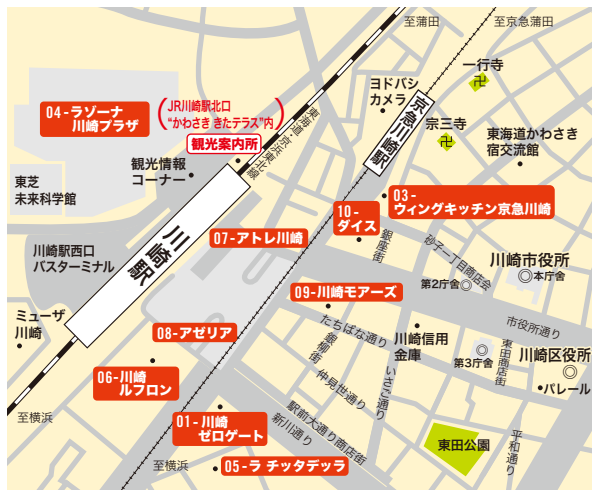 至蒲田
至京急蒲田
一行寺
ヨドバシ
カメラ
京急川崎駅
宗三寺
東海道かわさき
宿交流館
04-ラゾーナ
川崎プラザ
JR川崎駅北口
“かわさき きたテラス”内
観光案内所
東海道・京浜東北線
観光情報
コーナー
東芝
未来科学館
川崎駅
川崎駅西口
バスターミナル
03-
ウィングキッチン京急川崎
10-
ダイス
銀座街
砂子一丁目商店会
07-アトレ川崎
川崎市役所
本庁舎
第2庁舎
09-川崎モアーズ
市役所通り
ミューザ
川崎
08-アゼリア
たちばな通り
銀柳街
川崎信用
金庫
第3庁舎
東田商店街
川崎区役所
パレール
06-川崎
ルフロン
仲見世通り
いさご通り
01-川崎
ゼロゲート
駅前大通り商店街
新川通り
東田公園
平和通り
至横浜
至横浜
05-ラ チッタデッラ